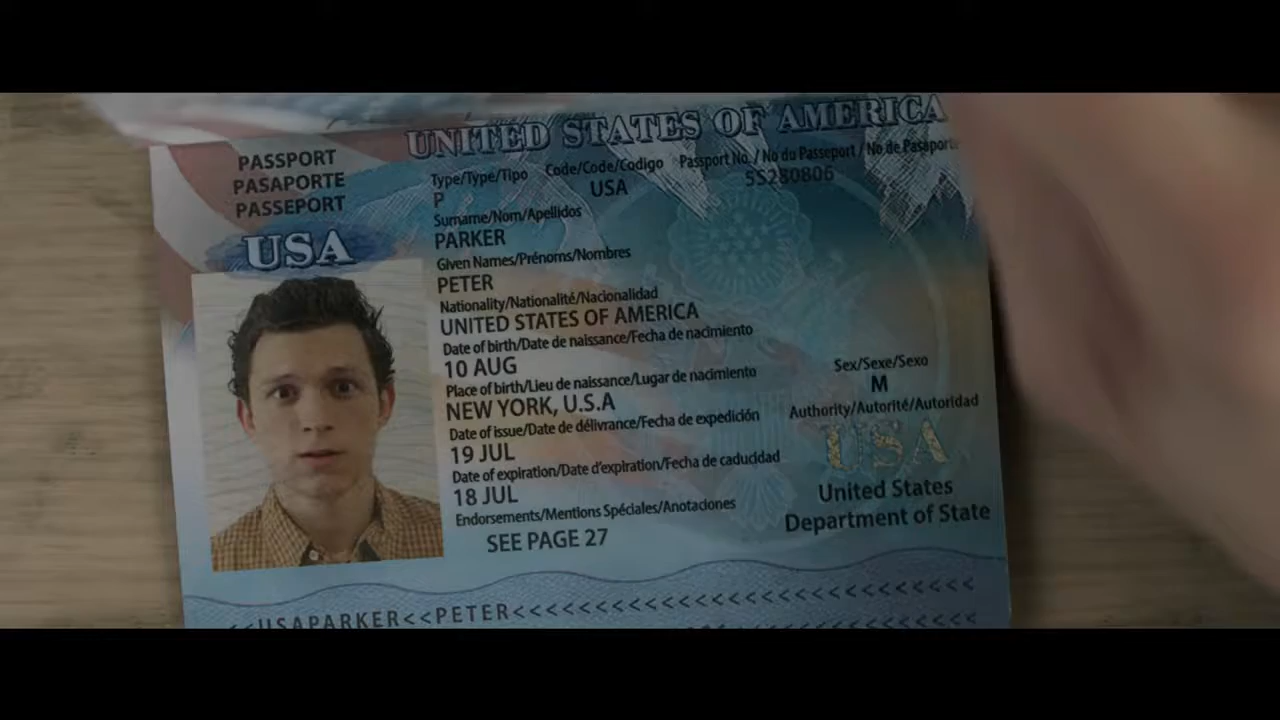 UNITED STATES OF AMERICA
PASSPORT
PASAPORTE
PASSEPORT
USA
Type/Type/Tipo Code/Code/Codigo Passport No. / No du Passeport / No de Pasaporte
P USA SS280806
Surname/Nom/Apellidos
PARKER
Given Names/Prénoms/Nombres
PETER
Nationality/Nationalité/Nacionalidad
UNITED STATES OF AMERICA
Date of birth/Date de naissance/Fecha de nacimiento
10 AUG
Place of birth/Lieu de naissance/Lugar de nacimiento
NEW YORK, U.S.A
Date of issue/Date de délivrance/Fecha de expedición
19 JUL
Date of expiration/Date d'expiration/Fecha de caducidad
18 JUL
Endorsements/Mentions Spéciales/Anotaciones
SEE PAGE 27
Sex/Sexe/Sexo
M
Authority/Autorité/Autoridad
USA
United States
Department of State
<<USAPARKER<<PETER<<<<<<<<<<<<<<<<<<<<<<<<<<<